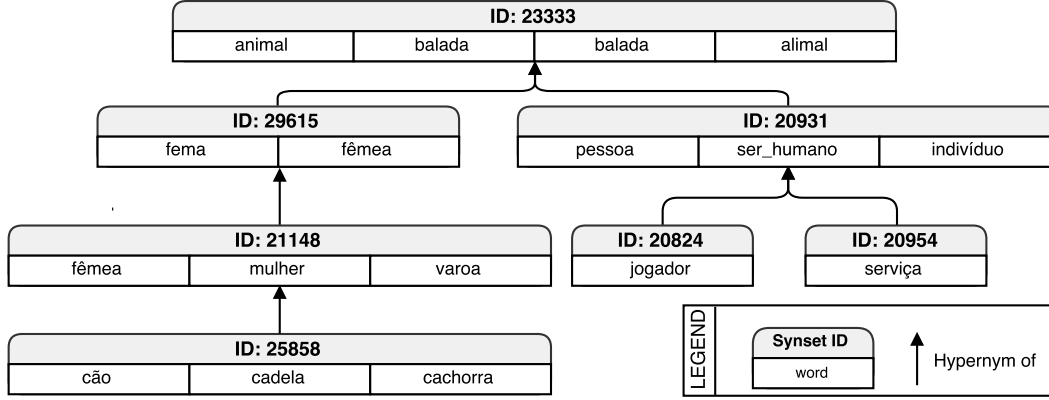 ID: 23333
animal balada balada alimal
ID: 29615
fema fêmea
ID: 20931
pessoa ser_humano indivíduo
ID: 21148
fêmea mulher varoa
ID: 20824
jogador
ID: 20954
serviça
ID: 25858
cão cadela cachorra
LEGEND
Synset ID
word
Hypernym of